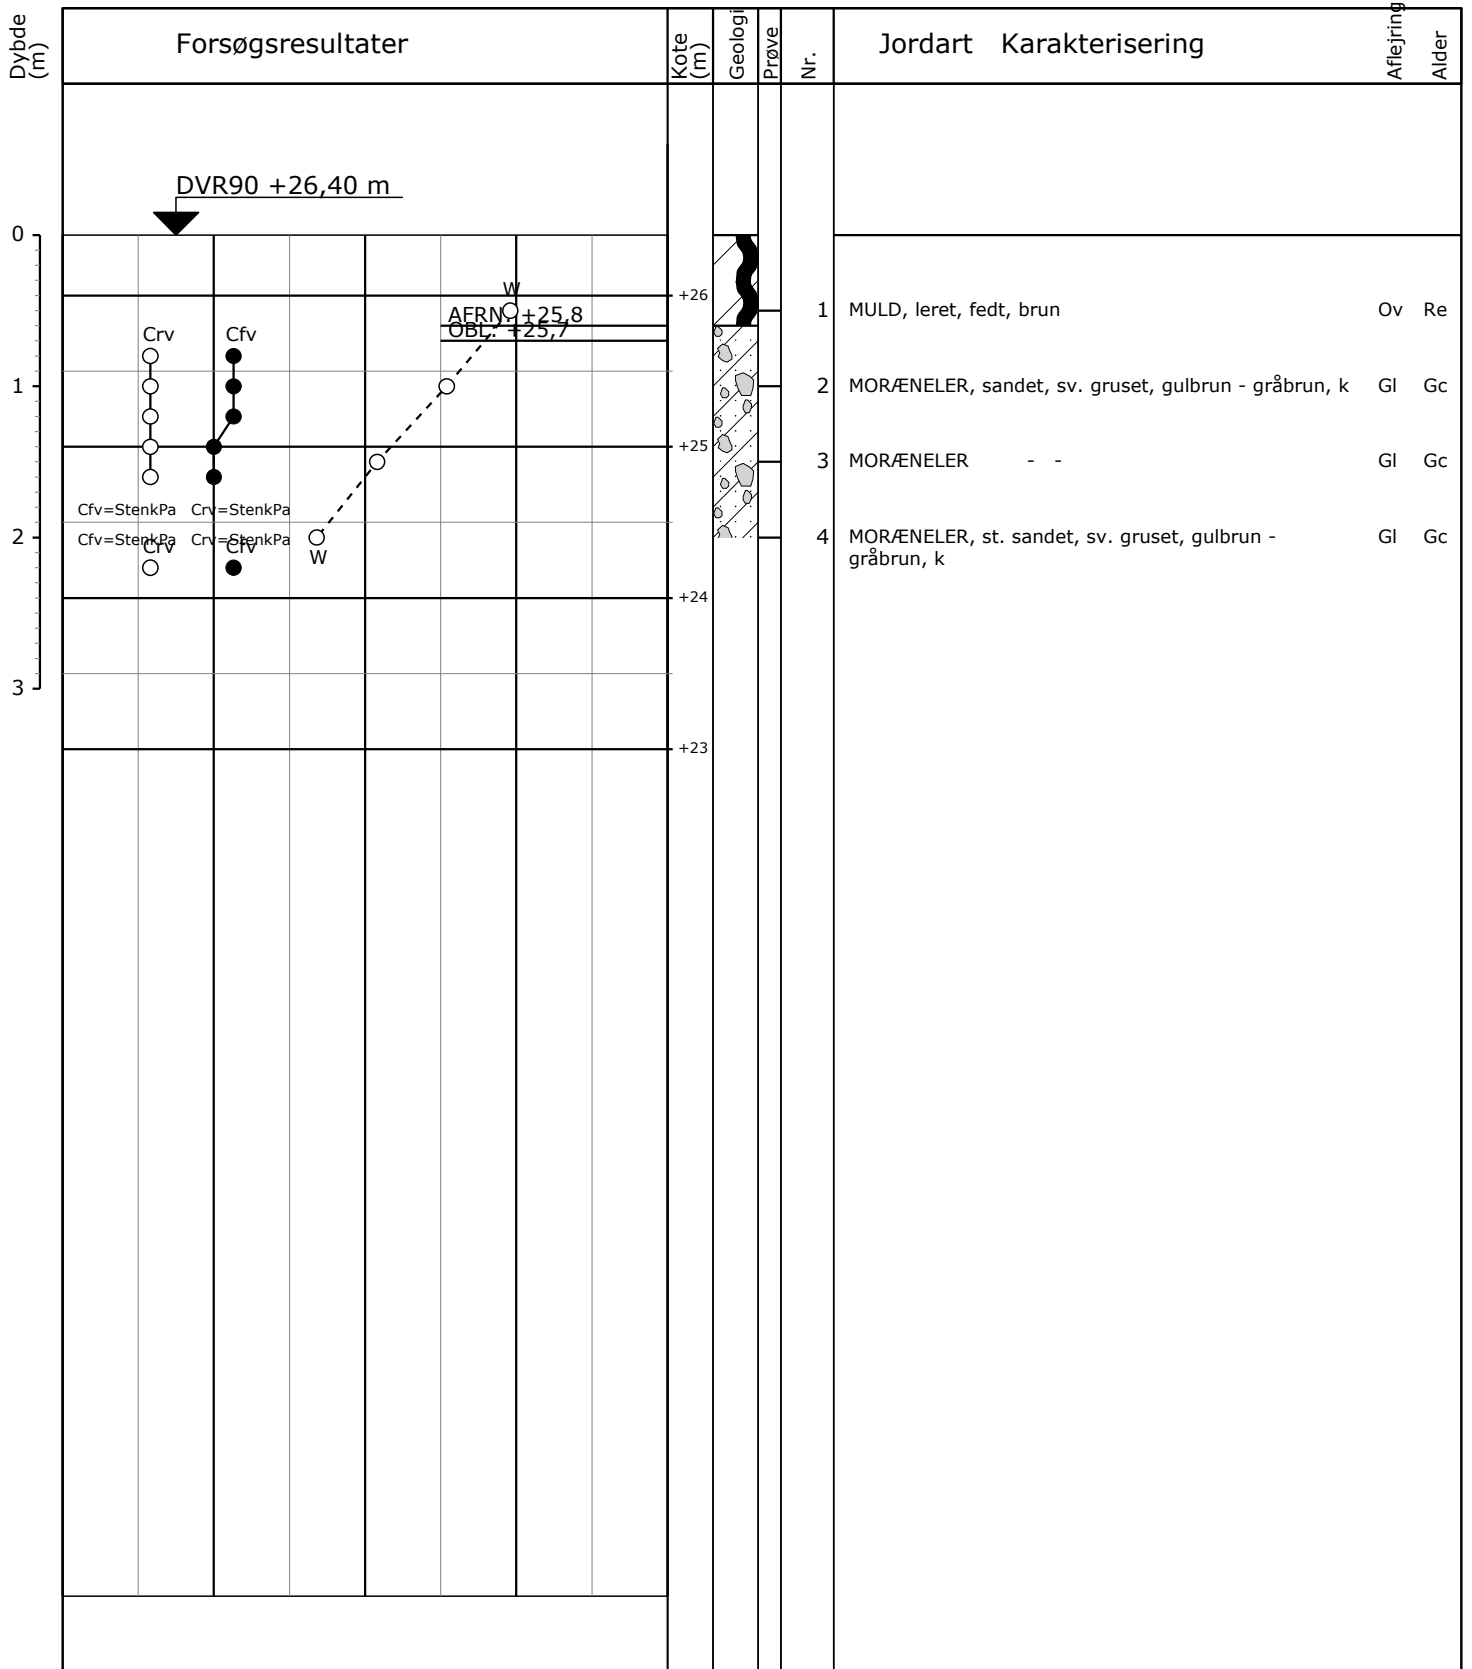 Dybde (m)
Forsøgsresultater
Kote (m)
Geologi
Prøve
Nr.
Jordart Karakterisering
Aflejring
Alder
DVR90 +26,40 m
0
W
+26
AFRN: +25,8
OBL: +25,7
1 MULD, leret, fedt, brun Ov Re
Crv Cfv
1
2 MORÆNELER, sandet, sv. gruset, gulbrun - gråbrun, k Gl Gc
+25
3 MORÆNELER - - Gl Gc
Cfv=StenkPa Crv=StenkPa
2
Cfv=StenkPa Crv=StenkPa
Crv Cfv
W
4 MORÆNELER, st. sandet, sv. gruset, gulbrun - Gl Gc
gråbrun, k
+24
3
+23